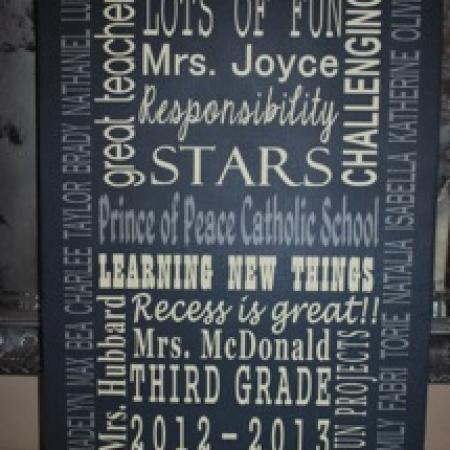 LOTS OF FUN
Mrs. Joyce
Responsibility
great teacher
CHALLENGING
STARS
Prince of Peace Catholic School
LEARNING NEW THINGS
Recess is great!!
Mrs. Hubbard
Mrs. McDonald
THIRD GRADE
2012-2013
UN PROJECTS
MAX BEA CHARLEE TAYLOR BRADY NATHANIEL
FABRI TORIE NATALIA ISABELLA KATHERINE